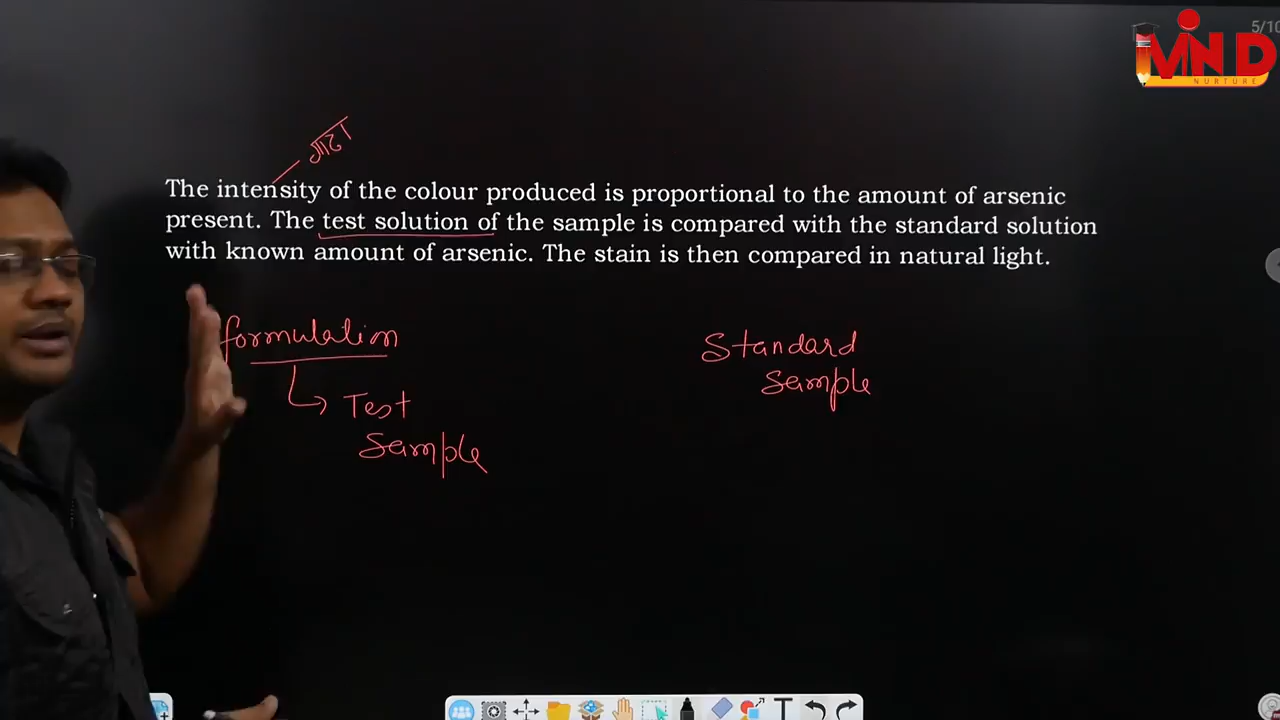 5/10
MIND
NURTURE
गाढ़ा
The intensity of the colour produced is proportional to the amount of arsenic
present. The test solution of the sample is compared with the standard solution
with known amount of arsenic. The stain is then compared in natural light.
formulation
Test
Sample
Standard
Sample